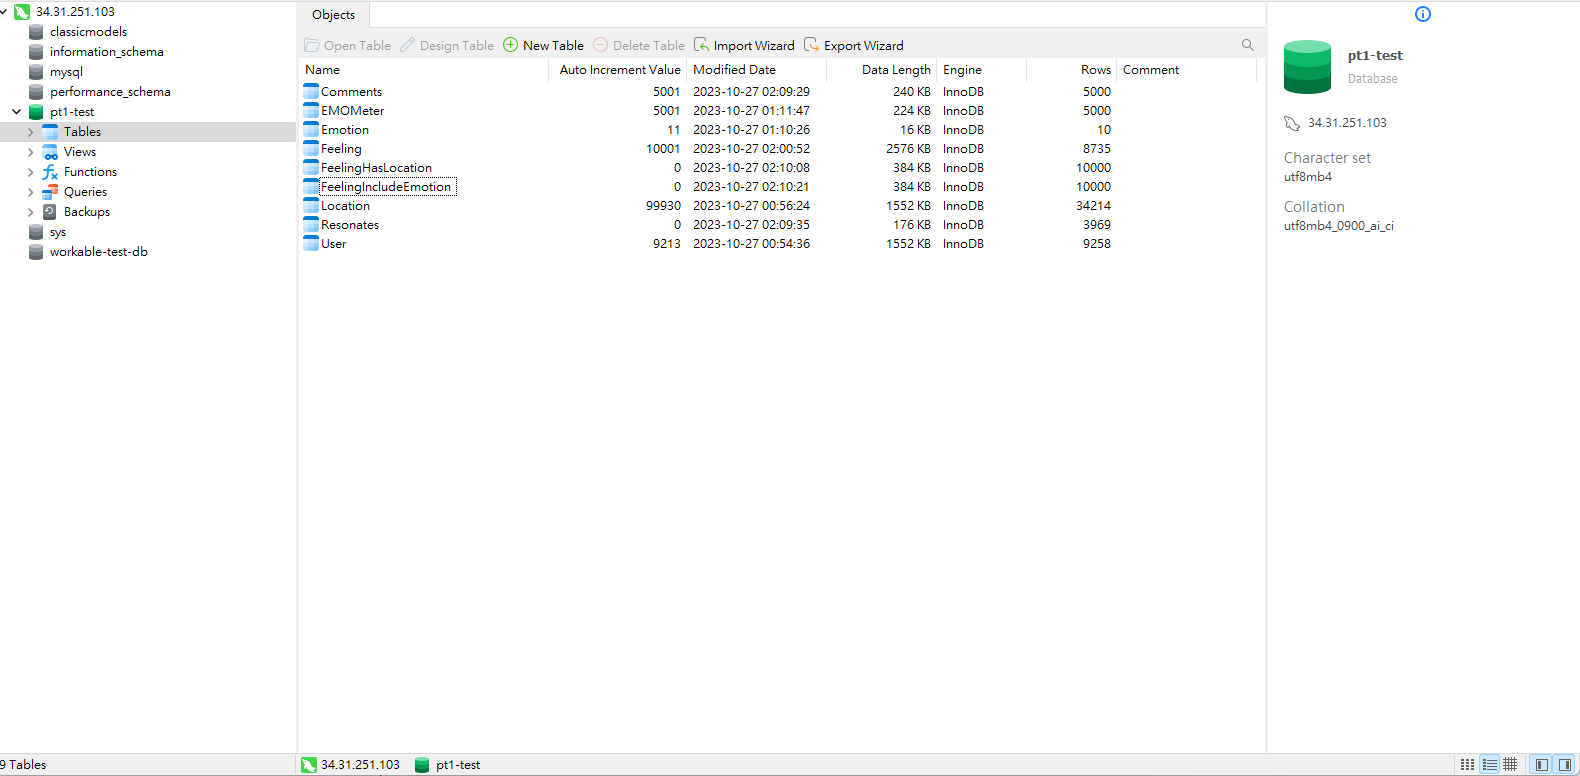 34.31.251.103
classicmodels
information_schema
mysql
performance_schema
pt1-test
Tables
Views
Functions
Queries
Backups
sys
workable-test-db
Objects
Open Table Design Table New Table Delete Table Import Wizard Export Wizard
Name Auto Increment Value Modified Date Data Length Engine Rows Comment
Comments 5001 2023-10-27 02:09:29 240 KB InnoDB 5000
EMOMeter 5001 2023-10-27 01:11:47 224 KB InnoDB 5000
Emotion 11 2023-10-27 01:10:26 16 KB InnoDB 10
Feeling 10001 2023-10-27 02:00:52 2576 KB InnoDB 8735
FeelingHasLocation 0 2023-10-27 02:10:08 384 KB InnoDB 10000
FeelingIncludeEmotion 0 2023-10-27 02:10:21 384 KB InnoDB 10000
Location 99930 2023-10-27 00:56:24 1552 KB InnoDB 34214
Resonates 0 2023-10-27 02:09:35 176 KB InnoDB 3969
User 9213 2023-10-27 00:54:36 1552 KB InnoDB 9258
pt1-test
Database
34.31.251.103
Character set
utf8mb4
Collation
utf8mb4_0900_ai_ci
9 Tables
34.31.251.103 pt1-test